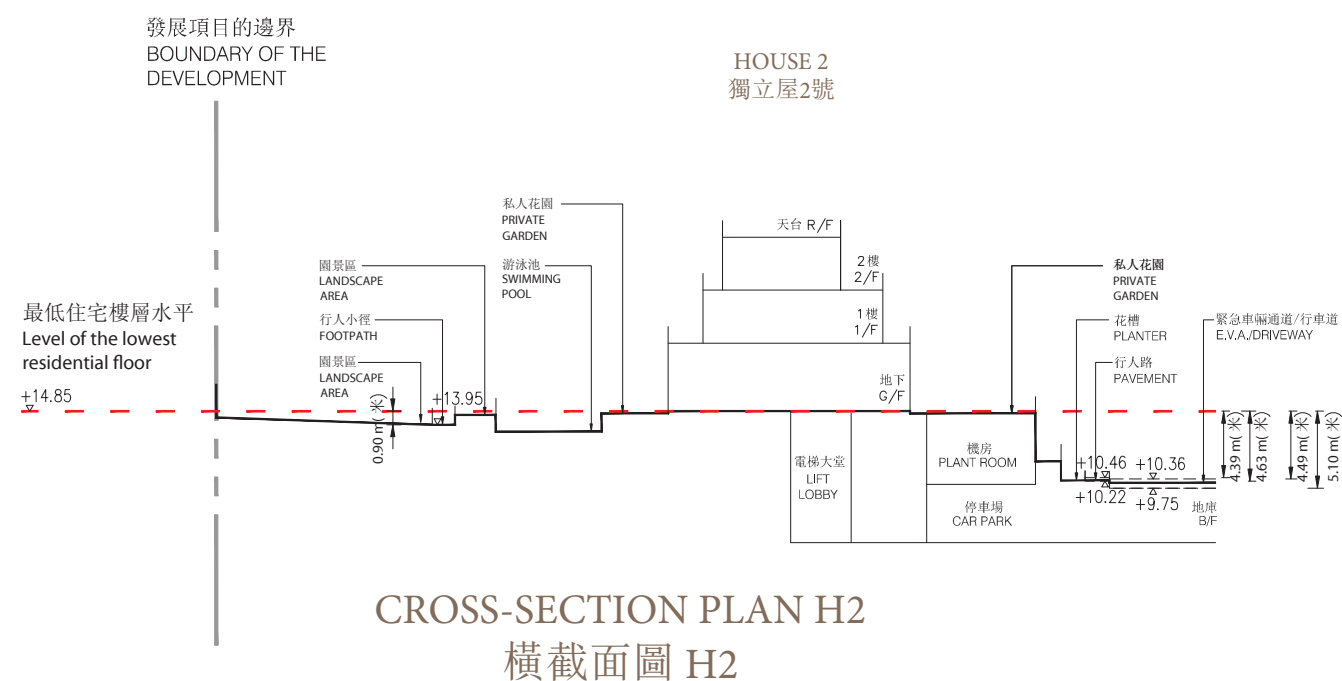 發展項目的邊界
BOUNDARY OF THE
DEVELOPMENT
HOUSE 2
獨立屋2號
私人花園
PRIVATE
GARDEN
天台 R/F
園景區
LANDSCAPE
AREA
游泳池
SWIMMING
POOL
2樓
2/F
私人花園
PRIVATE
GARDEN
最低住宅樓層水平
Level of the lowest
residential floor
行人小徑
FOOTPATH
1樓
1/F
花槽
PLANTER
緊急車輛通道/行車道
E.V.A./DRIVEWAY
園景區
LANDSCAPE
AREA
行人路
PAVEMENT
地下
G/F
+14.85
+13.95
0.90 m(米)
電梯大堂
LIFT
LOBBY
機房
PLANT ROOM
停車場
CAR PARK
+10.46
+10.36
+10.22
+9.75
地庫
B/F
4.39 m(米)
4.63 m(米)
4.49 m(米)
5.10 m(米)
CROSS-SECTION PLAN H2
橫截面圖 H2